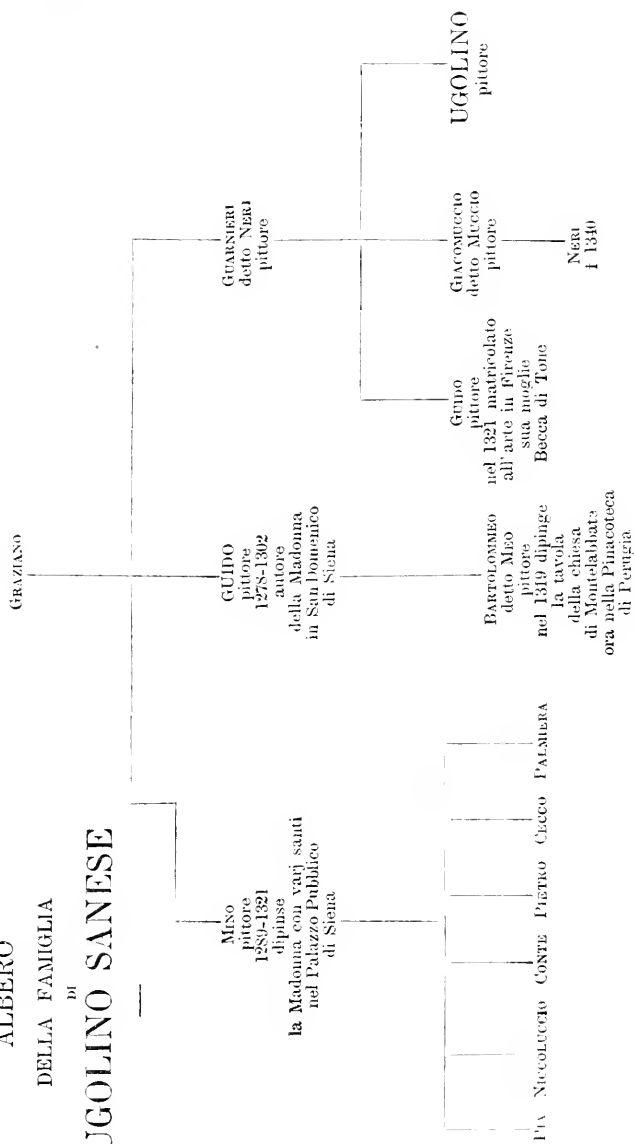 ALBERO
DELLA FAMIGLIA
DI
UGOLINO SANESE
GRAZIANO
MINO
pittore
1289-1321
dipinse
la Madonna con varj santi
nel Palazzo Pubblico
di Siena
GUIDO
pittore
1278-1302
autore
della Madonna
in San Domenico
di Siena
GUARNIERI
detto NERI
pittore
PIA NICCOLUCCIO CONTE PIETRO CECCO PALMIERA
BARTOLOMMEO
detto MEO
pittore
nel 1319 dipinge
la tavola
della chiesa
di Montelabbate
ora nella Pinacoteca
di Perugia
GUIDO
pittore
nel 1321 matricolato
all'arte in Firenze
sua moglie
Becca di Tone
GIACOMUCCIO
detto MUCCIO
pittore
UGOLINO
pittore
NERI
† 1340